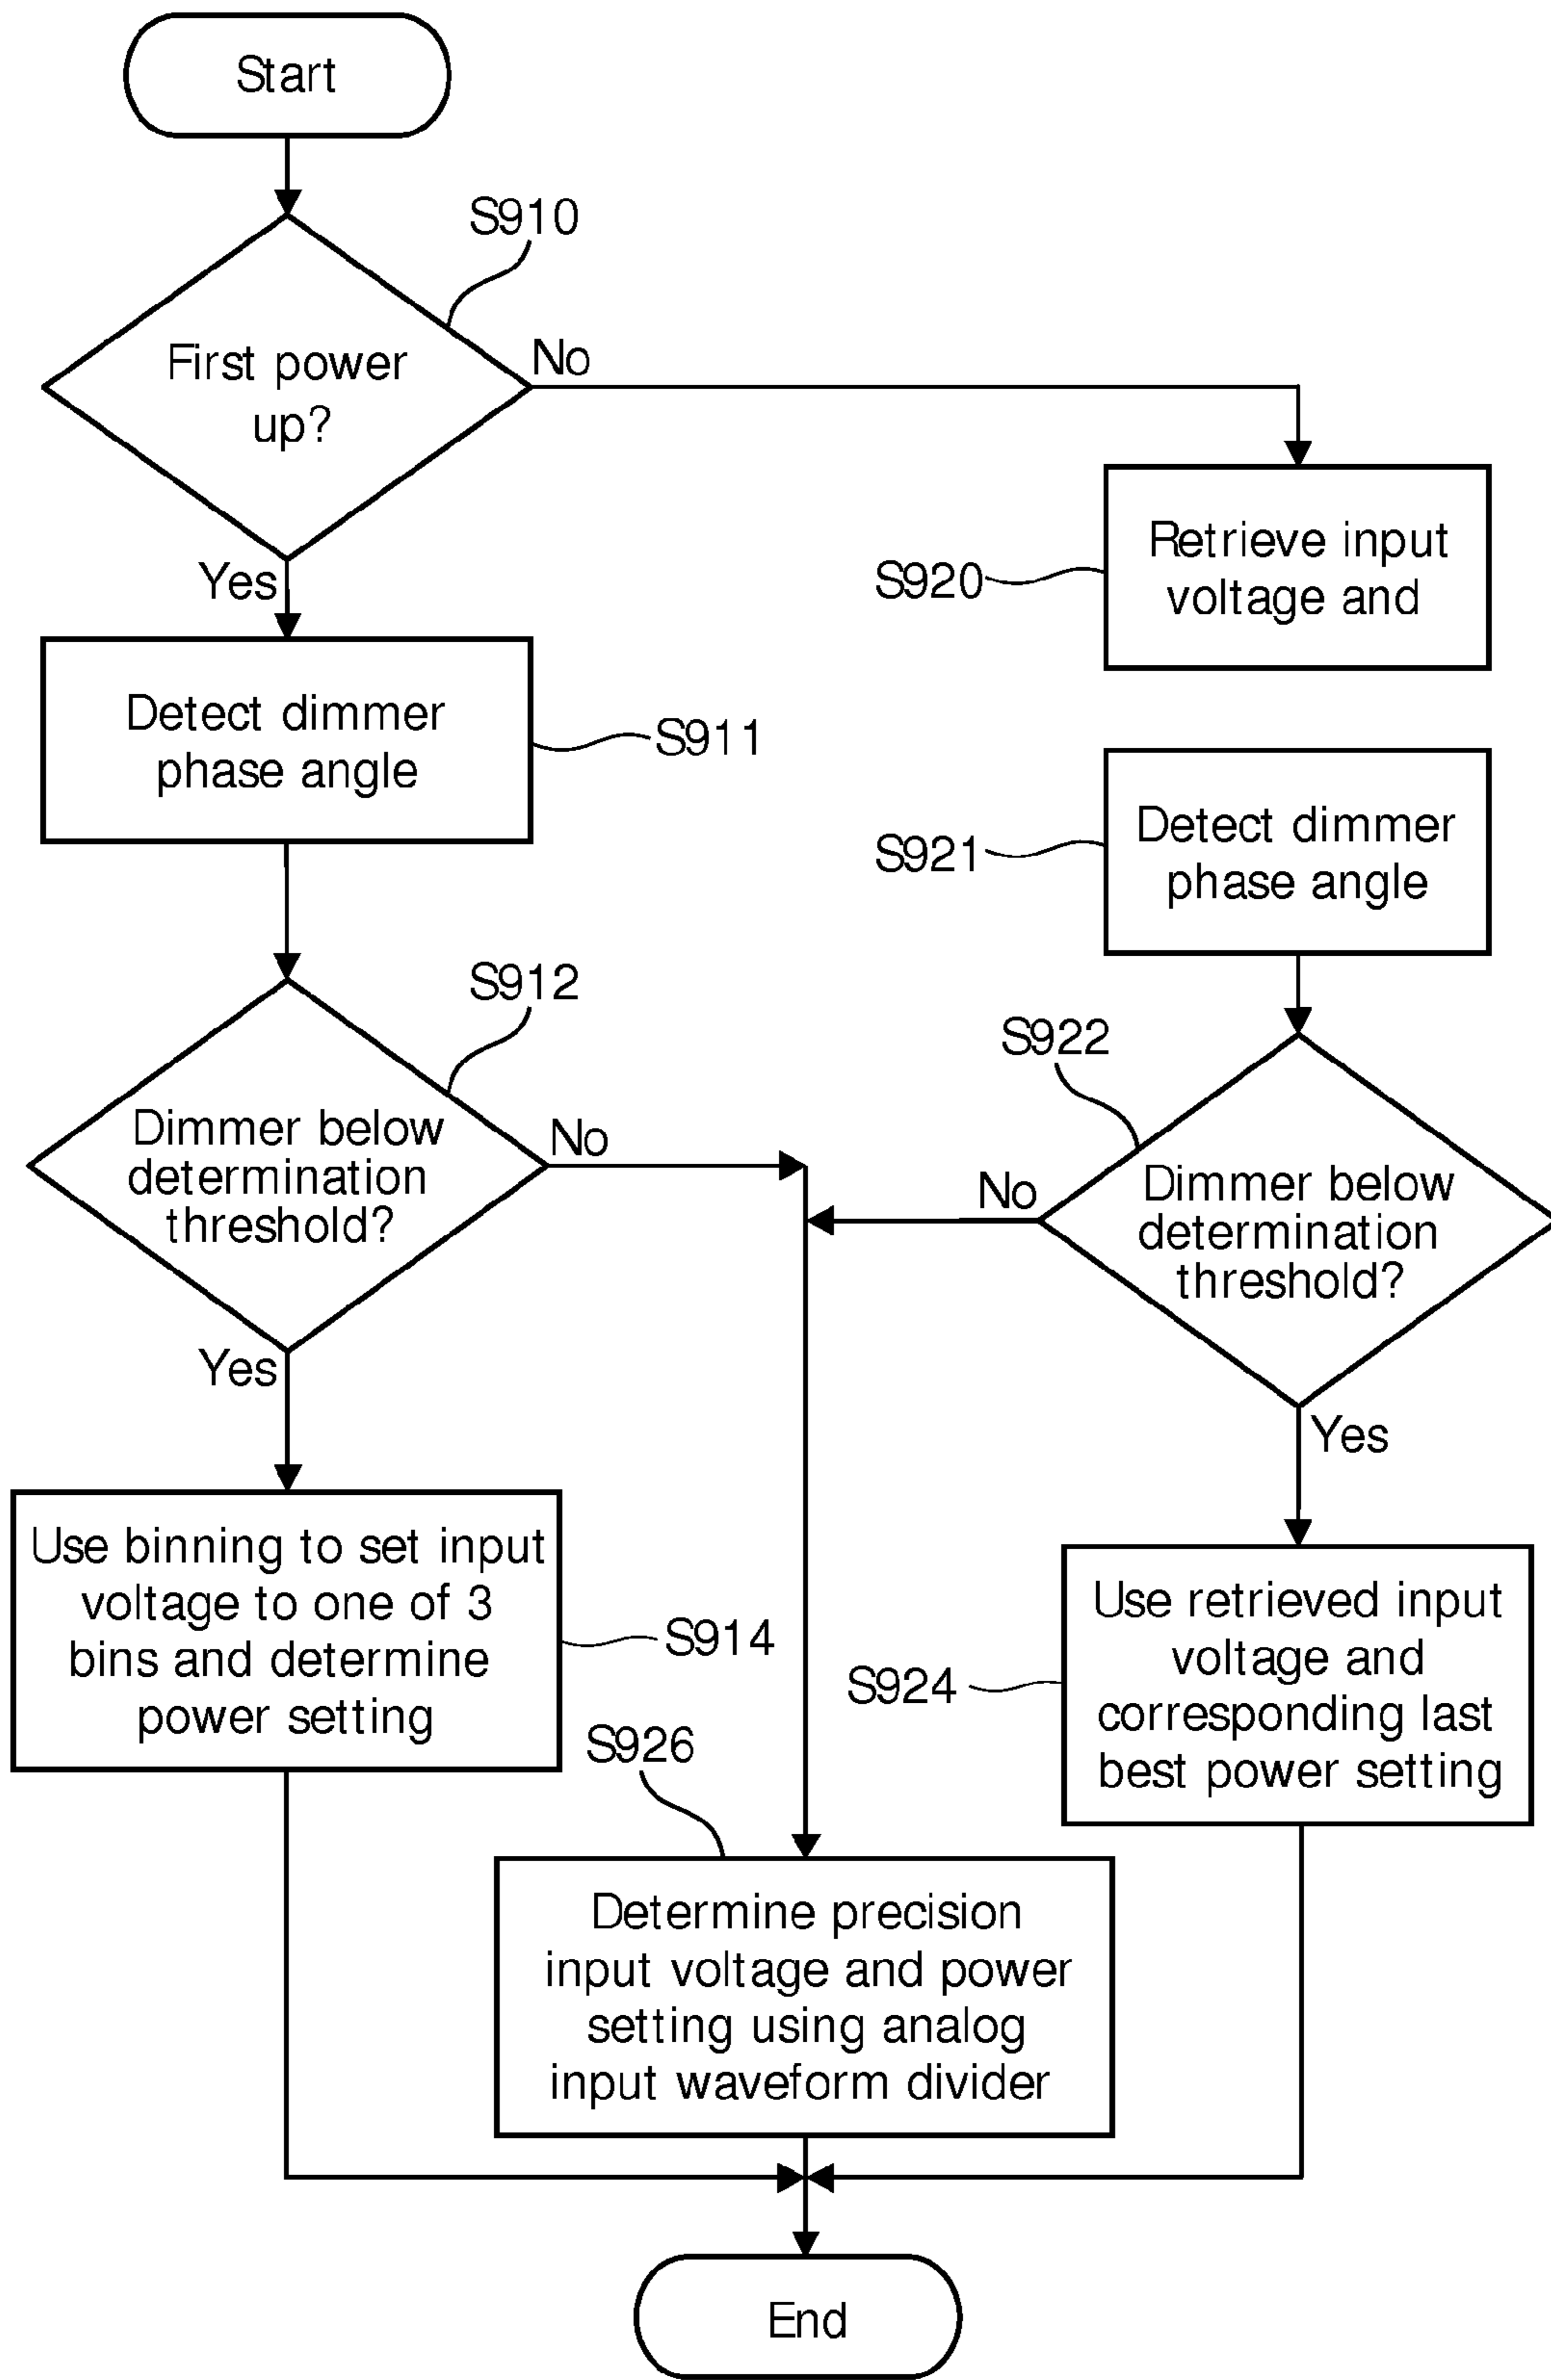 Start
S910
First power
up?
No
Yes
Retrieve input
voltage and
S920
Detect dimmer
phase angle
S911
Detect dimmer
phase angle
S921
S912
Dimmer below
determination
threshold?
No
Yes
S922
Dimmer below
determination
threshold?
No
Yes
Use binning to set input
voltage to one of 3
bins and determine
power setting
S914
Use retrieved input
voltage and
corresponding last
best power setting
S924
S926
Determine precision
input voltage and power
setting using analog
input waveform divider
End